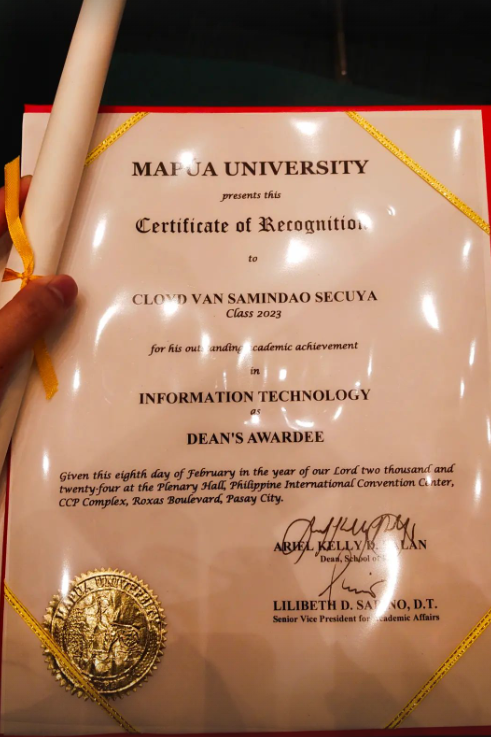 MAPÚA UNIVERSITY
presents this
Certificate of Recognition
to
CLOYD VAN SAMINDAO SECUYA
Class 2023
for his outstanding academic achievement
in
INFORMATION TECHNOLOGY
as
DEAN'S AWARDEE
Given this eighth day of February in the year of our Lord two thousand and
twenty-four at the Plenary Hall, Philippine International Convention Center,
CCP Complex, Roxas Boulevard, Pasay City.
ARIEL KELLY D.
Dean, School of
LILIBETH D. D.T.
Senior Vice President for Academic Affairs
MAPUA UNIVERSITY